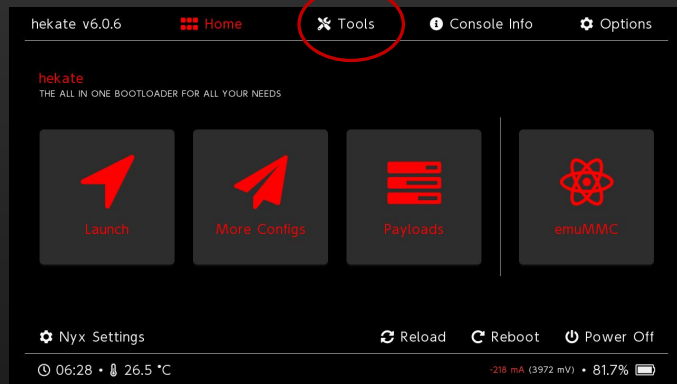 hekate v6.0.6 Home Tools Console Info Options
hekate
THE ALL IN ONE BOOTLOADER FOR ALL YOUR NEEDS
Launch More Configs Payloads emuMMC
Nyx Settings Reload Reboot Power Off
06:28 • 26.5 °C -218 mA (3972 mV) • 81.7%